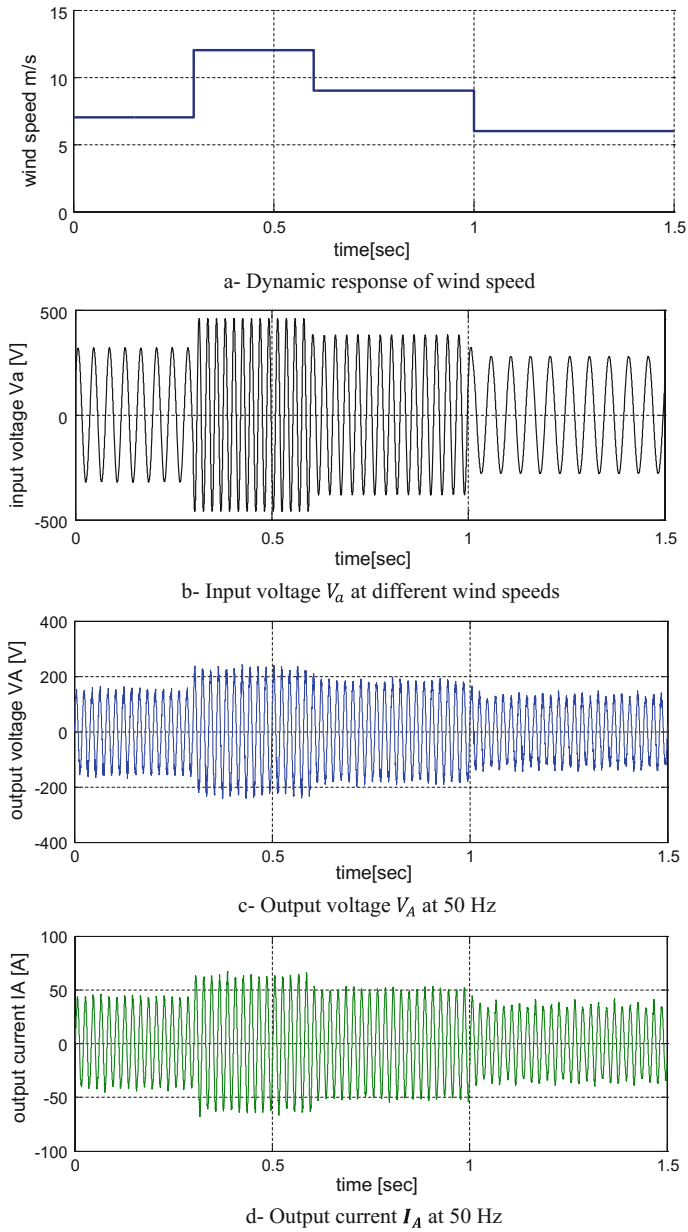 15
10
5
0
wind speed m/s
0 0.5 1 1.5
time[sec]
a- Dynamic response of wind speed
500
0
-500
input voltage Va [V]
0 0.5 1 1.5
time[sec]
b- Input voltage Va at different wind speeds
400
200
0
-200
-400
output voltage VA [V]
0 0.5 1 1.5
time[sec]
c- Output voltage VA at 50 Hz
100
50
0
-50
-100
output current IA [A]
0 0.5 1 1.5
time [sec]
d- Output current IA at 50 Hz